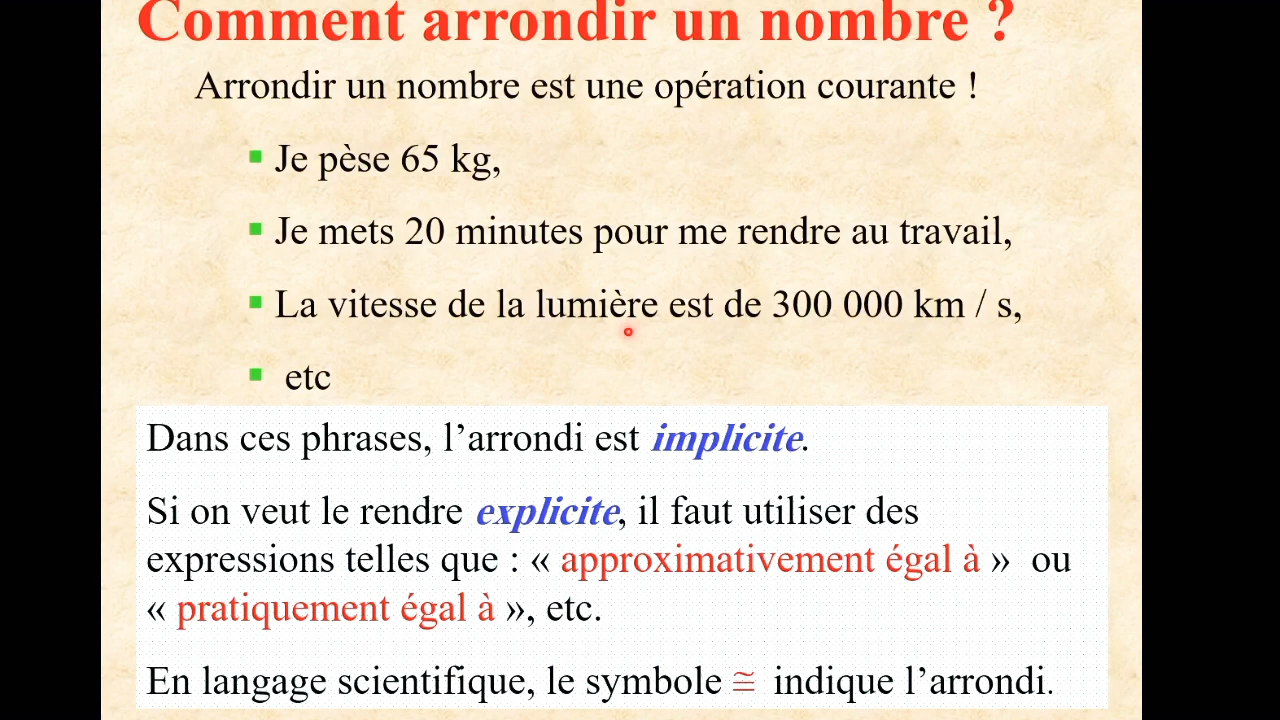 Comment arrondir un nombre ?
Arrondir un nombre est une opération courante !
▪ Je pèse 65 kg,
▪ Je mets 20 minutes pour me rendre au travail,
▪ La vitesse de la lumière est de 300 000 km / s,
▪ etc
Dans ces phrases, l’arrondi est implicite.
Si on veut le rendre explicite, il faut utiliser des
expressions telles que : « approximativement égal à » ou
« pratiquement égal à », etc.
En langage scientifique, le symbole ≅ indique l’arrondi.